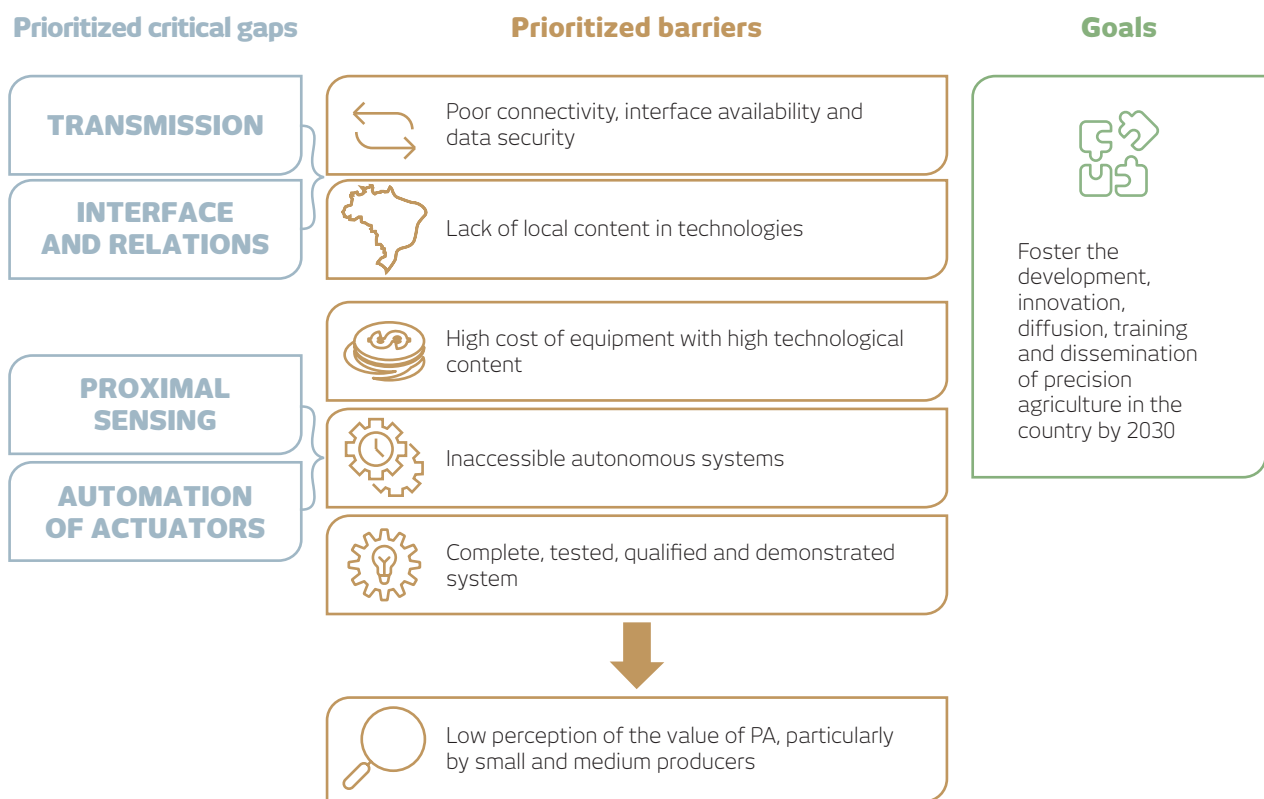 Prioritized critical gaps
TRANSMISSION
INTERFACE
AND RELATIONS
PROXIMAL
SENSING
AUTOMATION
OF ACTUATORS
Prioritized barriers
Poor connectivity, interface availability and
data security
Lack of local content in technologies
High cost of equipment with high technological
content
Inaccessible autonomous systems
Complete, tested, qualified and demonstrated
system
Low perception of the value of PA, particularly
by small and medium producers
Goals
Foster the
development,
innovation,
diffusion, training
and dissemination
of precision
agriculture in the
country by 2030